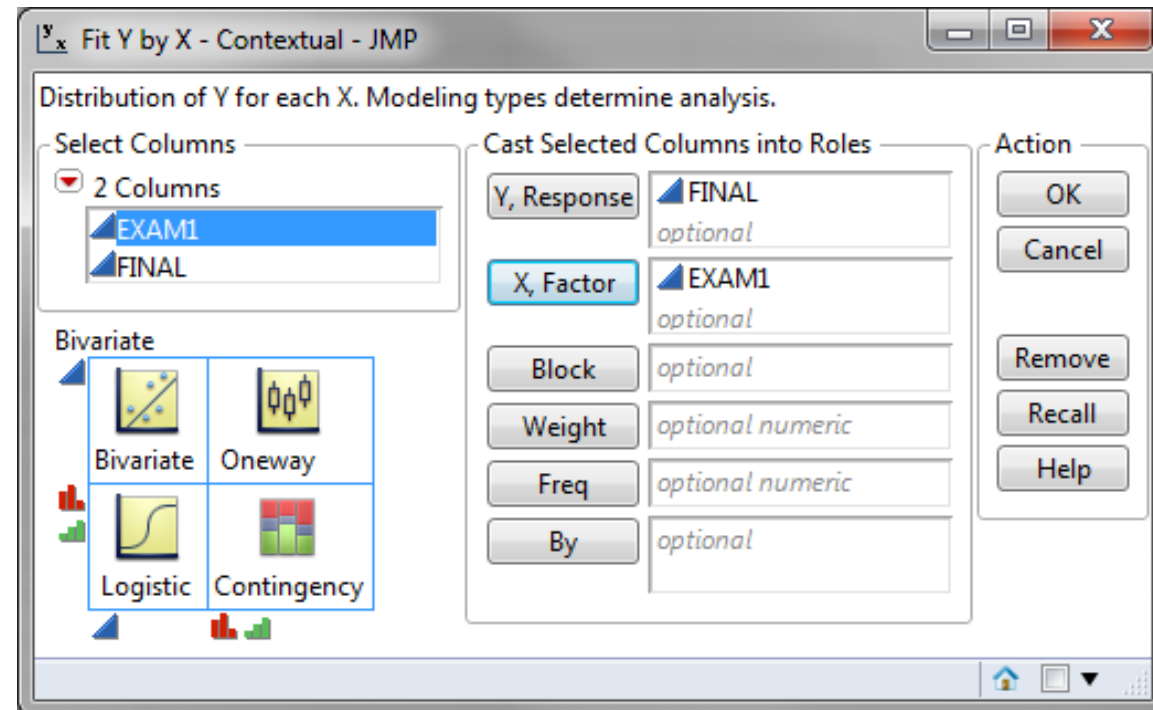 Fit Y by X - Contextual - JMP
Distribution of Y for each X. Modeling types determine analysis.
Select Columns
2 Columns
EXAM1
FINAL
Bivariate
Bivariate
Oneway
Logistic
Contingency
Cast Selected Columns into Roles
Y, Response
FINAL
optional
X, Factor
EXAM1
optional
Block
optional
Weight
optional numeric
Freq
optional numeric
By
optional
Action
OK
Cancel
Remove
Recall
Help